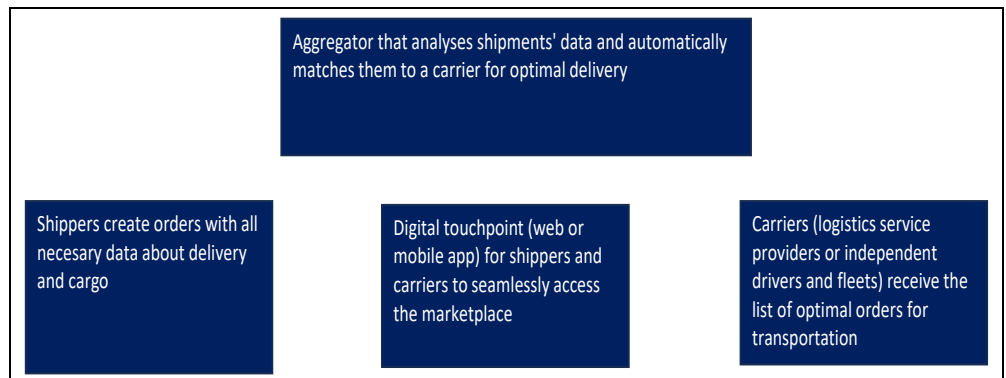 Aggregator that analyses shipments' data and automatically
matches them to a carrier for optimal delivery
Shippers create orders with all
necesary data about delivery
and cargo
Digital touchpoint (web or
mobile app) for shippers and
carriers to seamlessly access
the marketplace
Carriers (logistics service
providers or independent
drivers and fleets) receive the
list of optimal orders for
transportation